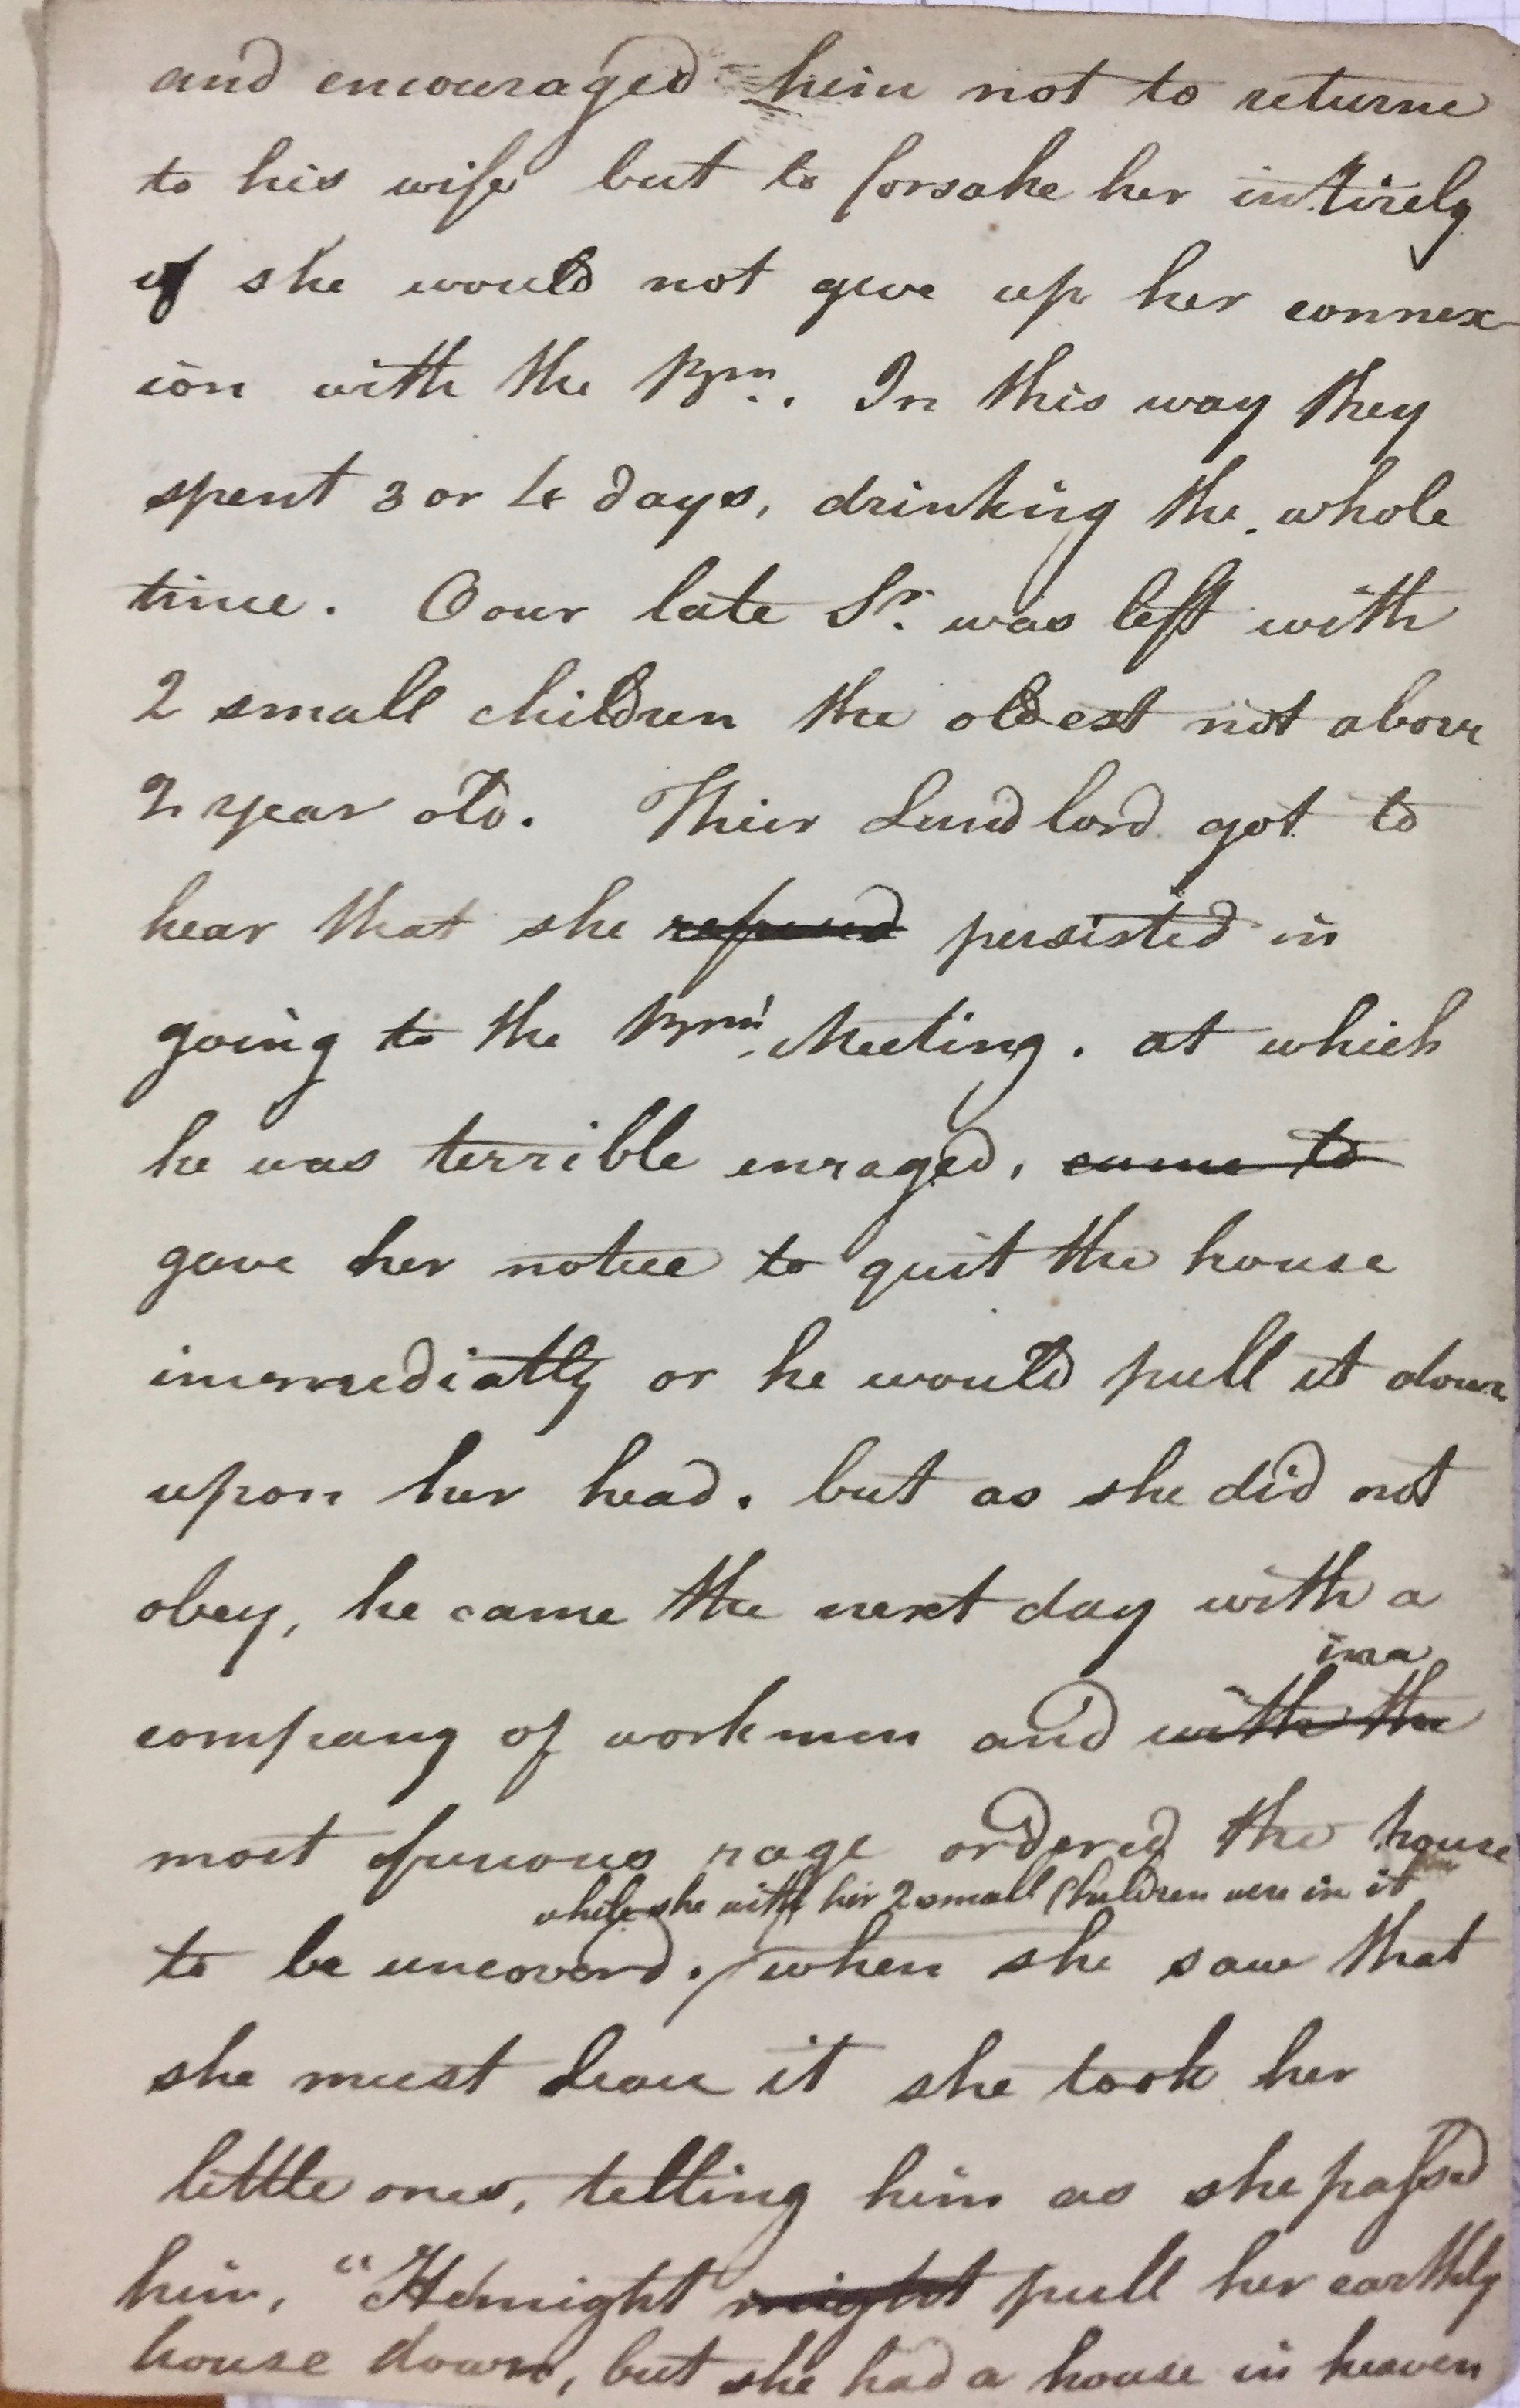 and encouraged him not to returne
to his wife but to forsake her intirely
if she would not give up her connex-
ion with the Brn. In this way they
spent 3 or 4 days, drinking the whole
time. Oour late Sr. was left with
2 small children the oldest not above
2 year old. Thier Landlord got to
hear that she refused persisted in
going to the Brns' Meeting. at which
he was terrible enraged, came to
gave her notice to quit the house
immediatly or he would pull it down
upon her head. but as she did not
obey, he came the next day with a
in a
company of workmen and with the
most furious rage ordered the house
while she with her 2 small Children were in it
to be uncoverd. when she saw that
she must leave it she took her
little ones, telling him as she passed
him, "He might might pull her earthly
house down, but she had a house in heaven